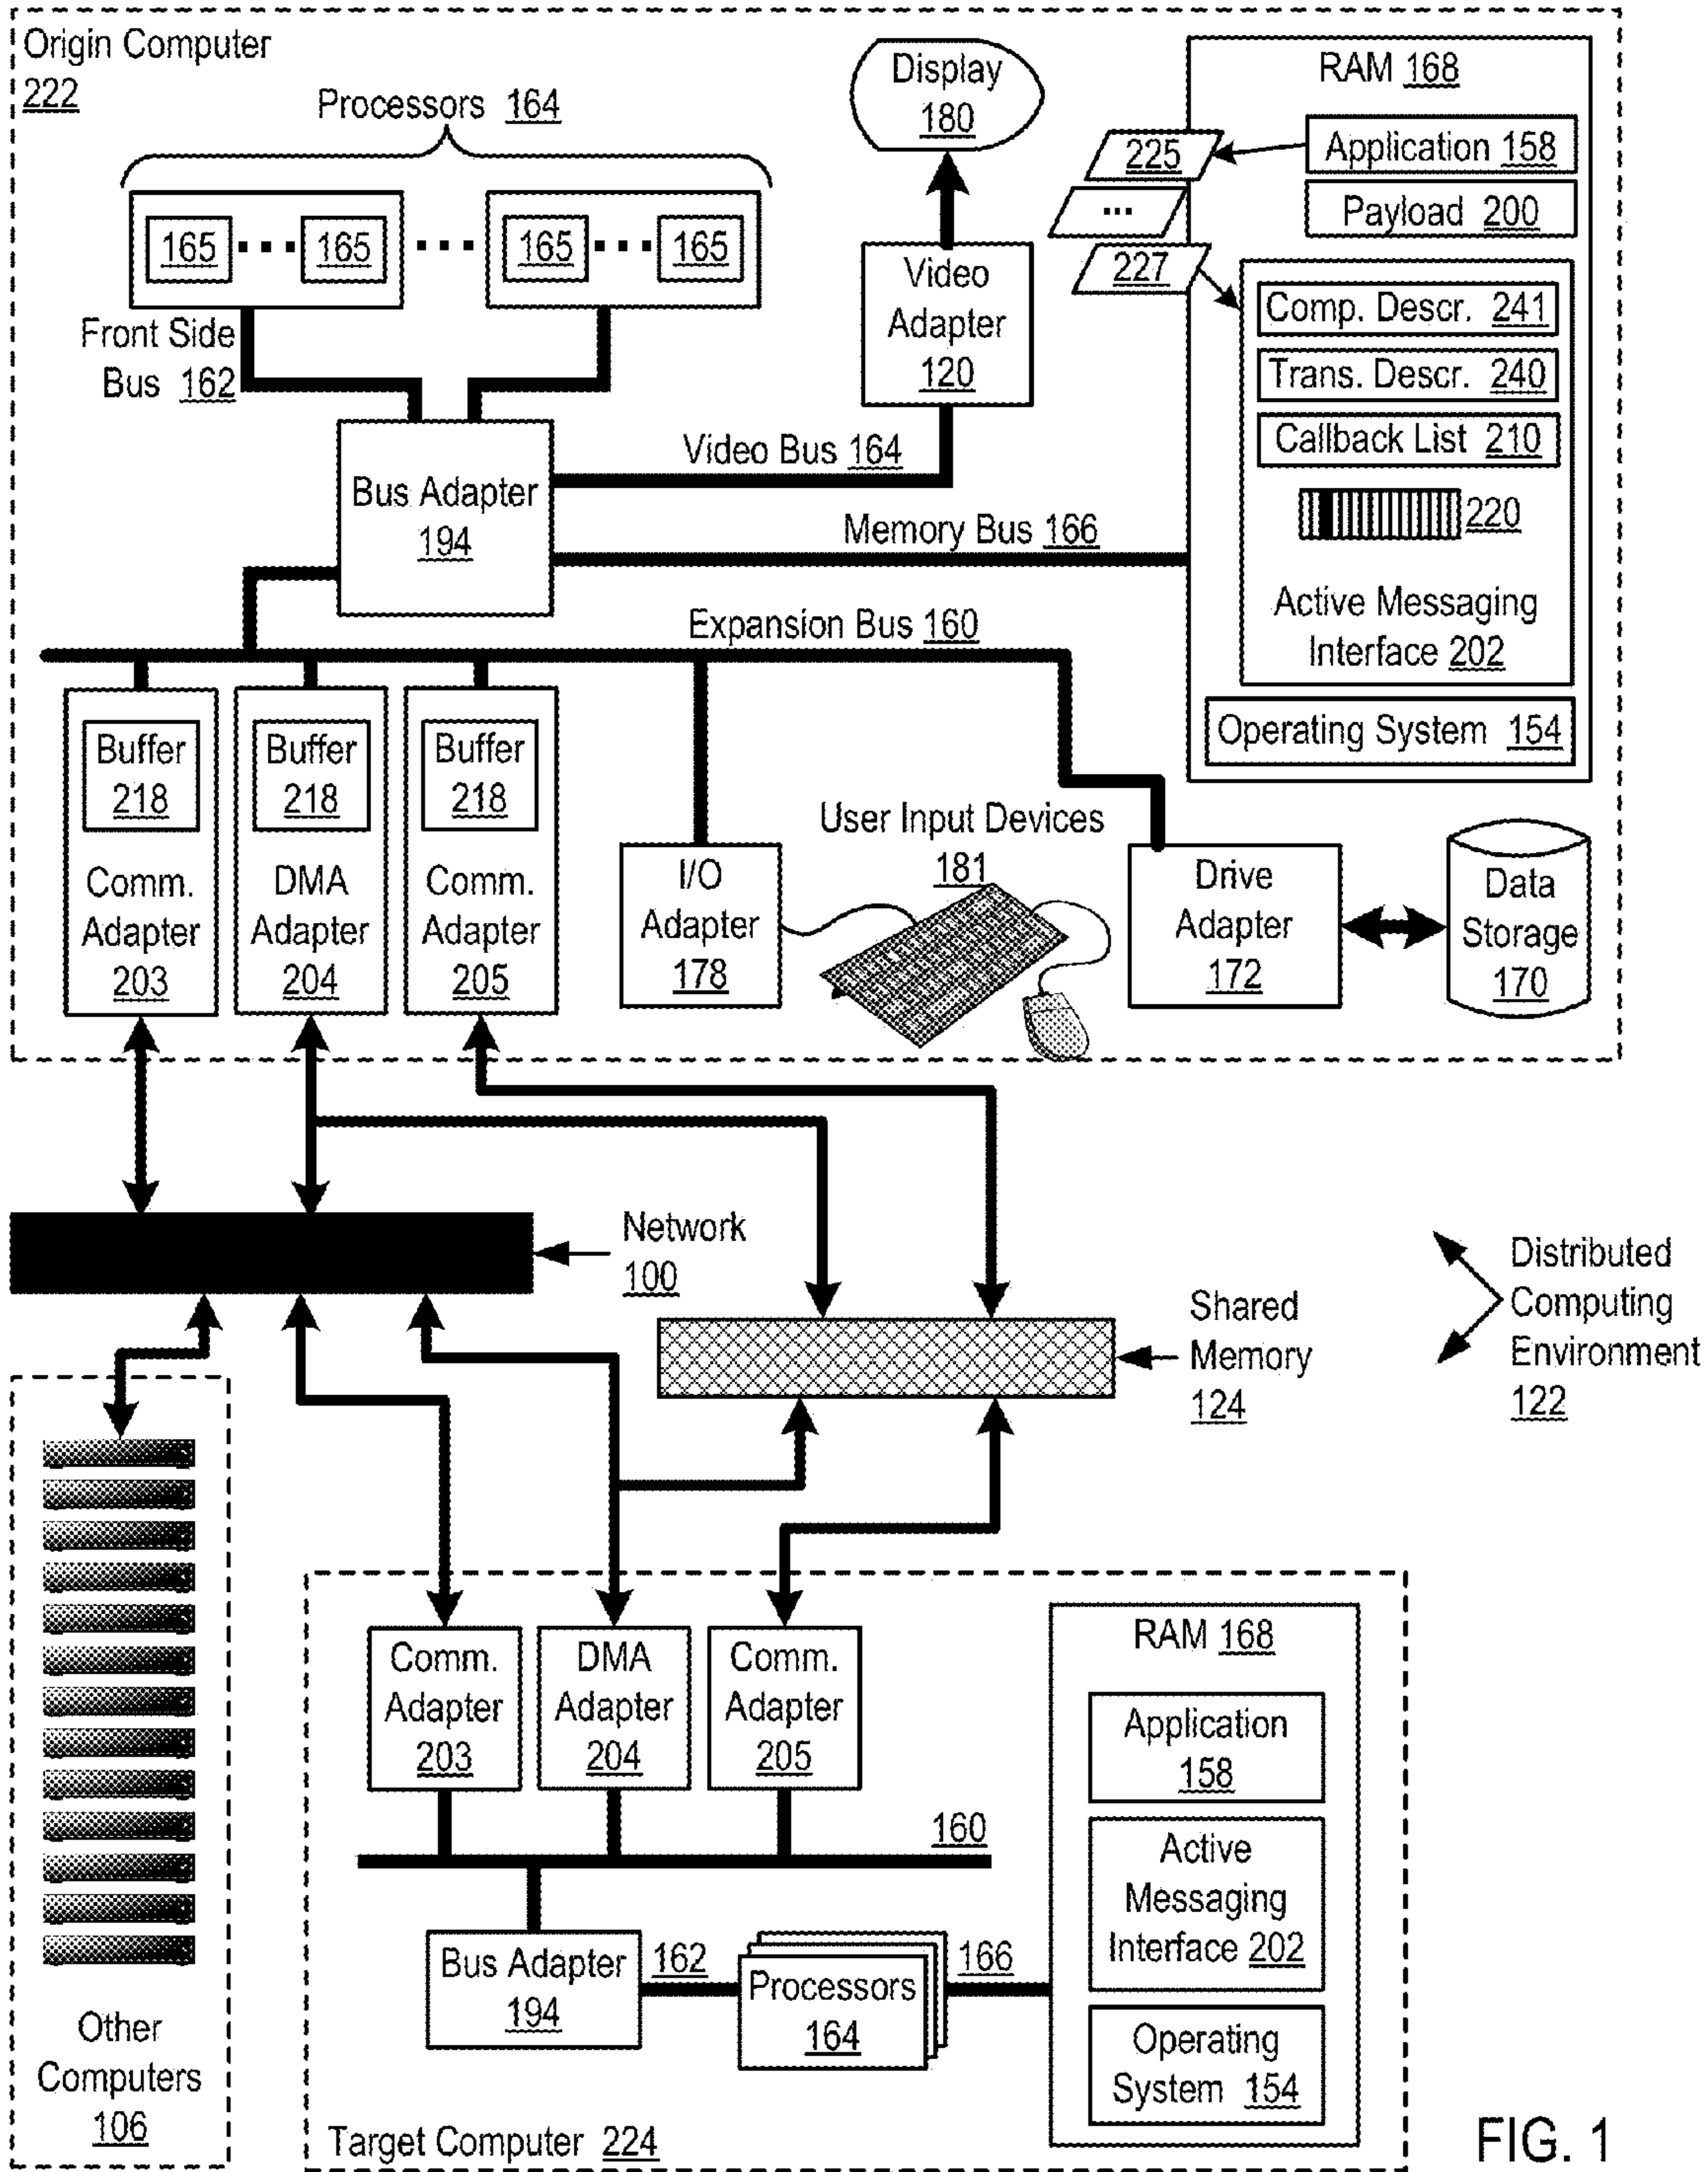 Origin Computer
222
Processors 164
165 ... 165 ... 165 ... 165
Front Side
Bus 162
Display
180
Video
Adapter
120
Video Bus 164
Bus Adapter
194
Memory Bus 166
Expansion Bus 160
RAM 168
225
...
227
Application 158
Payload 200
Comp. Descr. 241
Trans. Descr. 240
Callback List 210
220
Active Messaging
Interface 202
Operating System 154
Buffer
218
Comm.
Adapter
203
Buffer
218
DMA
Adapter
204
Buffer
218
Comm.
Adapter
205
I/O
Adapter
178
User Input Devices
181
Drive
Adapter
172
Data
Storage
170
Network
100
Shared
Memory
124
Distributed
Computing
Environment
122
Other
Computers
106
Comm.
Adapter
203
DMA
Adapter
204
Comm.
Adapter
205
160
Bus Adapter
194
162
Processors
164
166
RAM 168
Application
158
Active
Messaging
Interface 202
Operating
System 154
Target Computer 224
FIG. 1